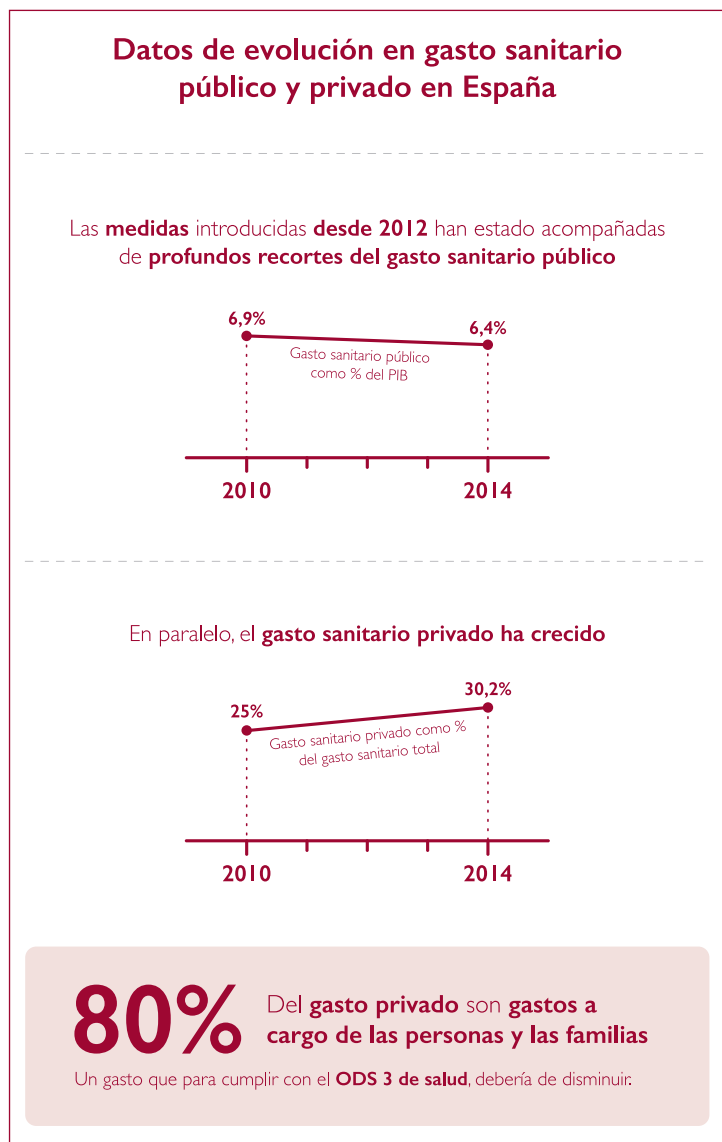 Datos de evolución en gasto sanitario
público y privado en España
Las medidas introducidas desde 2012 han estado acompañadas
de profundos recortes del gasto sanitario público
6,9%
6,4%
Gasto sanitario público
como % del PIB
2010
2014
En paralelo, el gasto sanitario privado ha crecido
25%
30,2%
Gasto sanitario privado como %
del gasto sanitario total
2010
2014
80%
Del gasto privado son gastos a
cargo de las personas y las familias
Un gasto que para cumplir con el ODS 3 de salud, debería de disminuir.